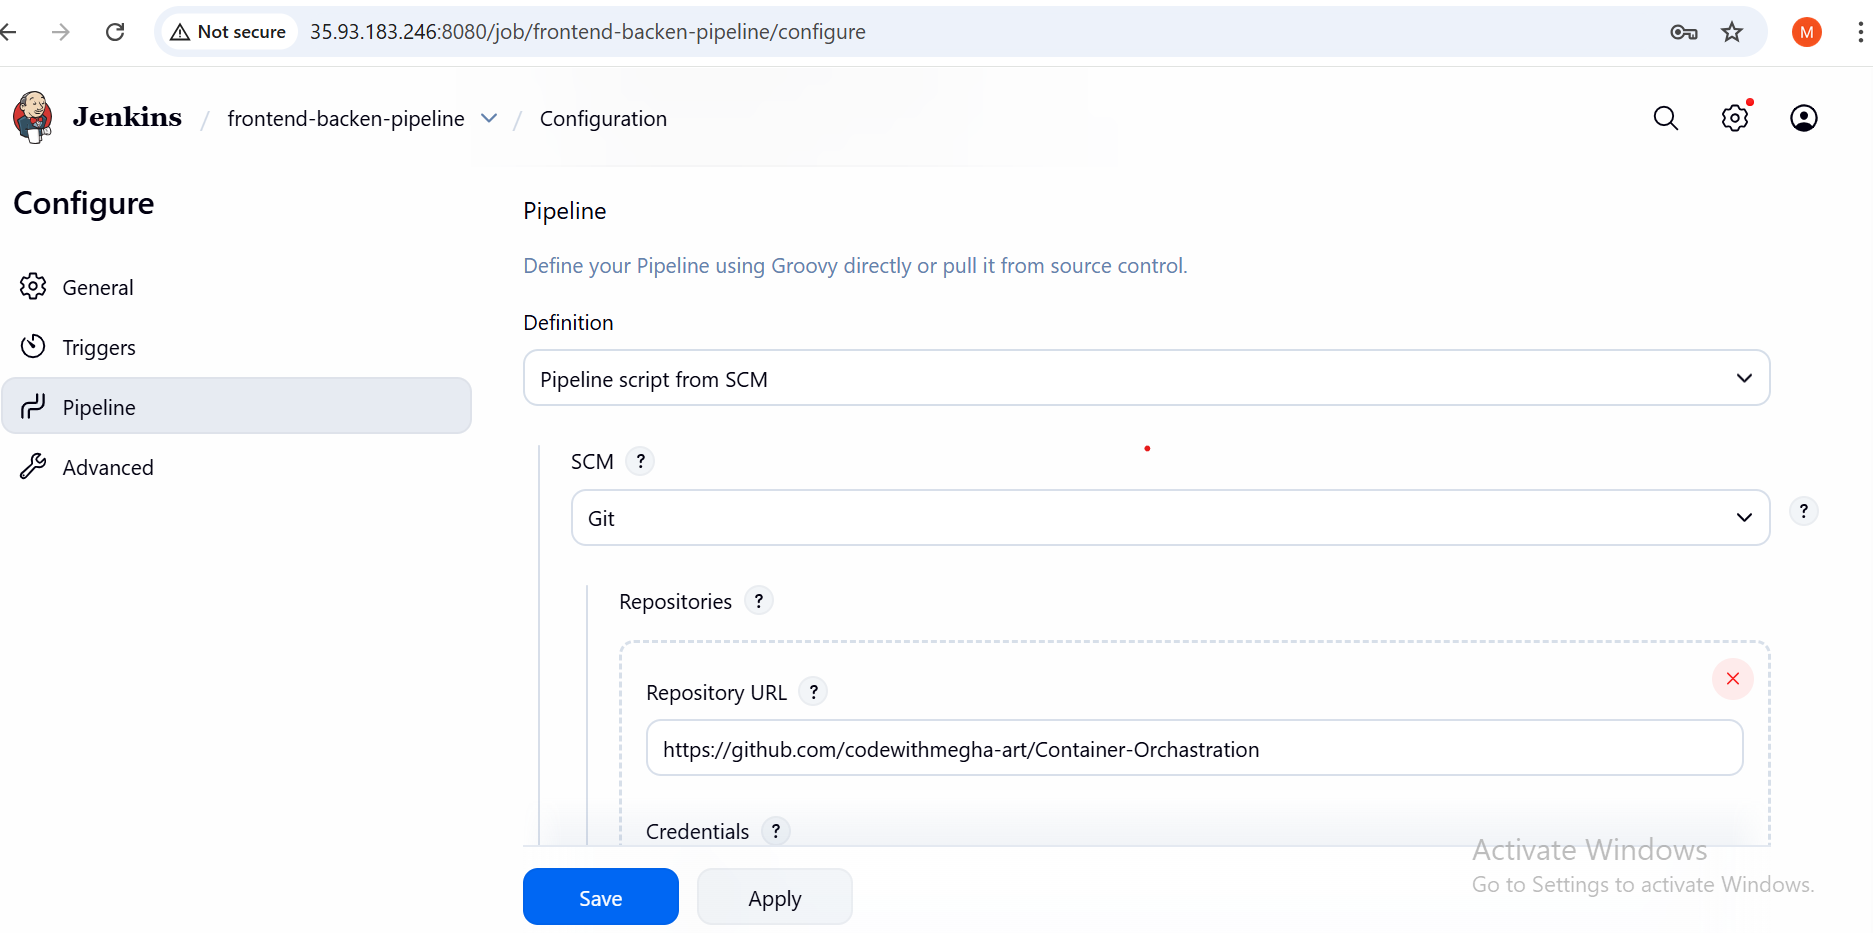 Not secure 35.93.183.246:8080/job/frontend-backen-pipeline/configure M
Jenkins / frontend-backen-pipeline / Configuration
Configure
General
Triggers
Pipeline
Advanced
Pipeline
Define your Pipeline using Groovy directly or pull it from source control.
Definition
Pipeline script from SCM
SCM ?
Git
?
Repositories ?
Repository URL ?
https://github.com/codewithmegha-art/Container-Orchastration
Credentials ?
Save Apply
Activate Windows
Go to Settings to activate Windows.